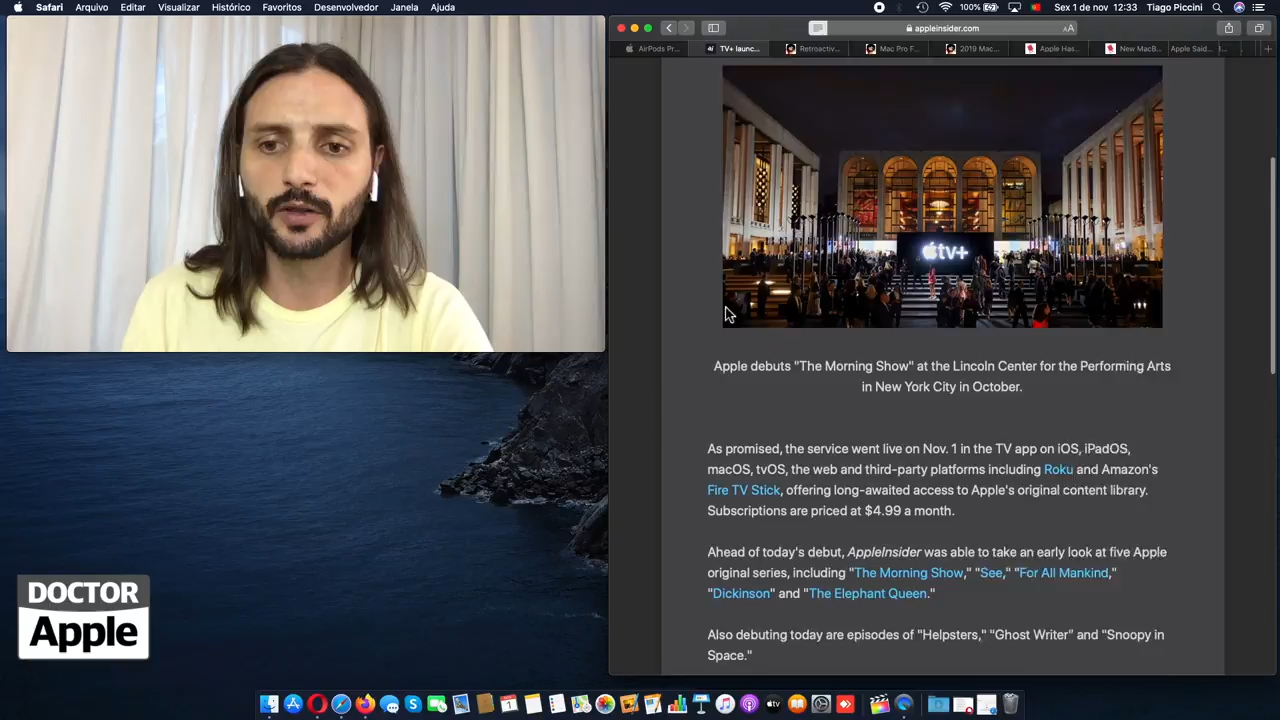 Safari Arquivo Editar Visualizar Histórico Favoritos Desenvolvedor Janela Ajuda 100% Sex 1 de nov 12:33 Tiago Piccini
appleinsider.com
AirPods Pr... TV+ launc... Retroactiv... Mac Pro F... 2019 Mac... Apple Has... New MacB... Apple Said...
tv+
Apple debuts "The Morning Show" at the Lincoln Center for the Performing Arts
in New York City in October.
As promised, the service went live on Nov. 1 in the TV app on iOS, iPadOS,
macOS, tvOS, the web and third-party platforms including Roku and Amazon's
Fire TV Stick, offering long-awaited access to Apple's original content library.
Subscriptions are priced at $4.99 a month.
Ahead of today's debut, AppleInsider was able to take an early look at five Apple
original series, including "The Morning Show," "See," "For All Mankind,"
"Dickinson" and "The Elephant Queen."
Also debuting today are episodes of "Helpsters," "Ghost Writer" and "Snoopy in
Space."
DOCTOR
Apple